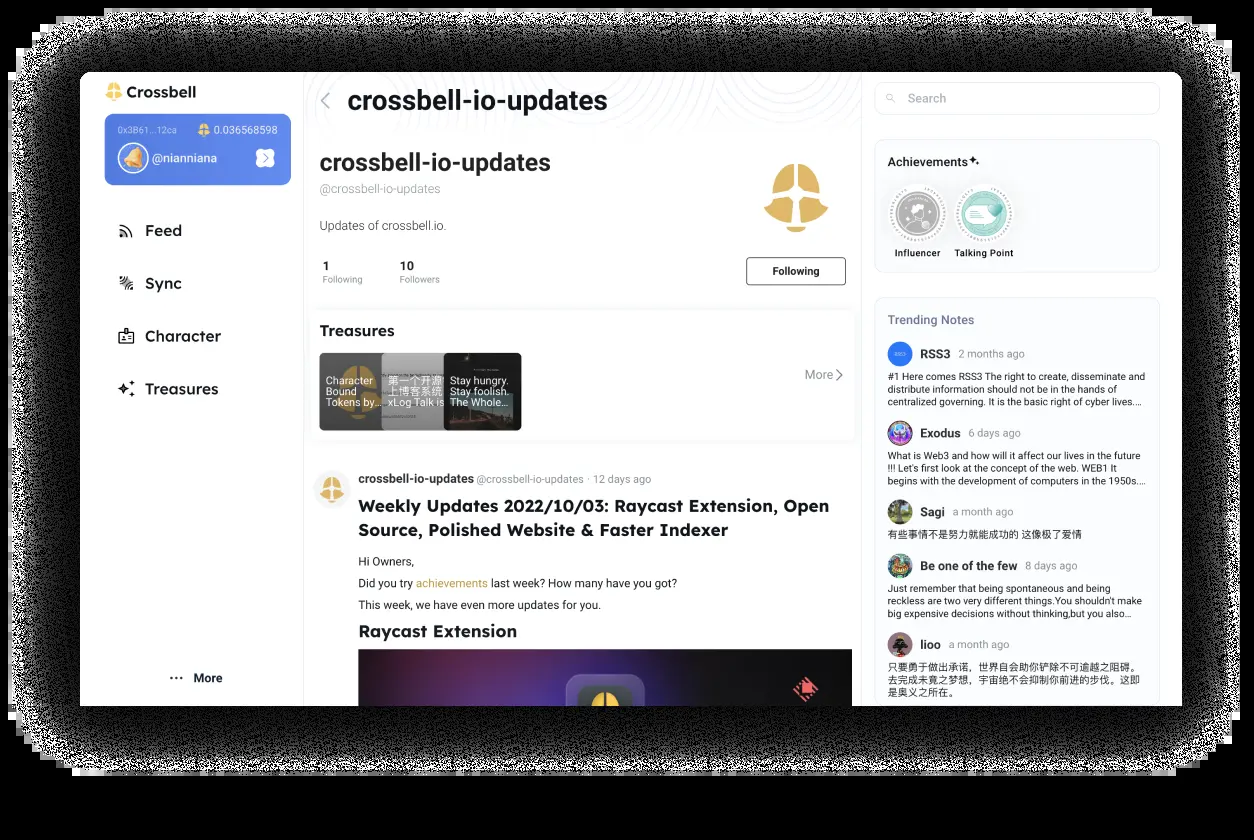 Crossbell
0x3B61...12ca
0.036568598
@nianniana
Feed
Sync
Character
Treasures
More
crossbell-io-updates
crossbell-io-updates
@crossbell-io-updates
Updates of crossbell.io.
1
Following
10
Followers
Following
Treasures
Character
Bound
Tokens by...
第一个开源
上博客系统
xLog Talk is
Stay hungry.
Stay foolish.
The Whole...
More
crossbell-io-updates @crossbell-io-updates · 12 days ago
Weekly Updates 2022/10/03: Raycast Extension, Open
Source, Polished Website & Faster Indexer
Hi Owners,
Did you try achievements last week? How many have you got?
This week, we have even more updates for you.
Raycast Extension
Search
Achievements
Influencer
Talking Point
Trending Notes
RSS3 2 months ago
#1 Here comes RSS3 The right to create, disseminate and
distribute information should not be in the hands of
centralized governing. It is the basic right of cyber lives....
Exodus 6 days ago
What is Web3 and how will it affect our lives in the future
!!! Let's first look at the concept of the web. WEB1 It
begins with the development of computers in the 1950s....
Sagi a month ago
有些事情不是努力就能成功的 这像极了爱情
Be one of the few 8 days ago
Just remember that being spontaneous and being
reckless are two very different things.You shouldn't make
big expensive decisions without thinking,but you also...
lioo a month ago
只要勇于做出承诺，世界自会助你铲除不可逾越之阻碍。
去完成未竟之梦想，宇宙绝不会抑制你前进的步伐。这即
是奥义之所在。